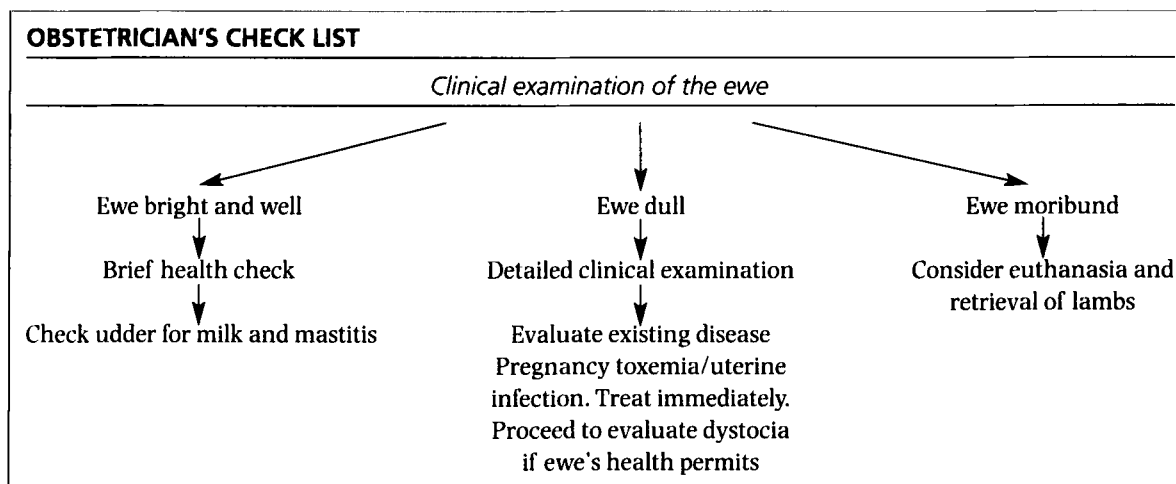 OBSTETRICIAN'S CHECK LIST
Clinical examination of the ewe
Ewe bright and well
Brief health check
Check udder for milk and mastitis
Ewe dull
Detailed clinical examination
Evaluate existing disease
Pregnancy toxemia/uterine
infection. Treat immediately.
Proceed to evaluate dystocia
if ewe's health permits
Ewe moribund
Consider euthanasia and
retrieval of lambs